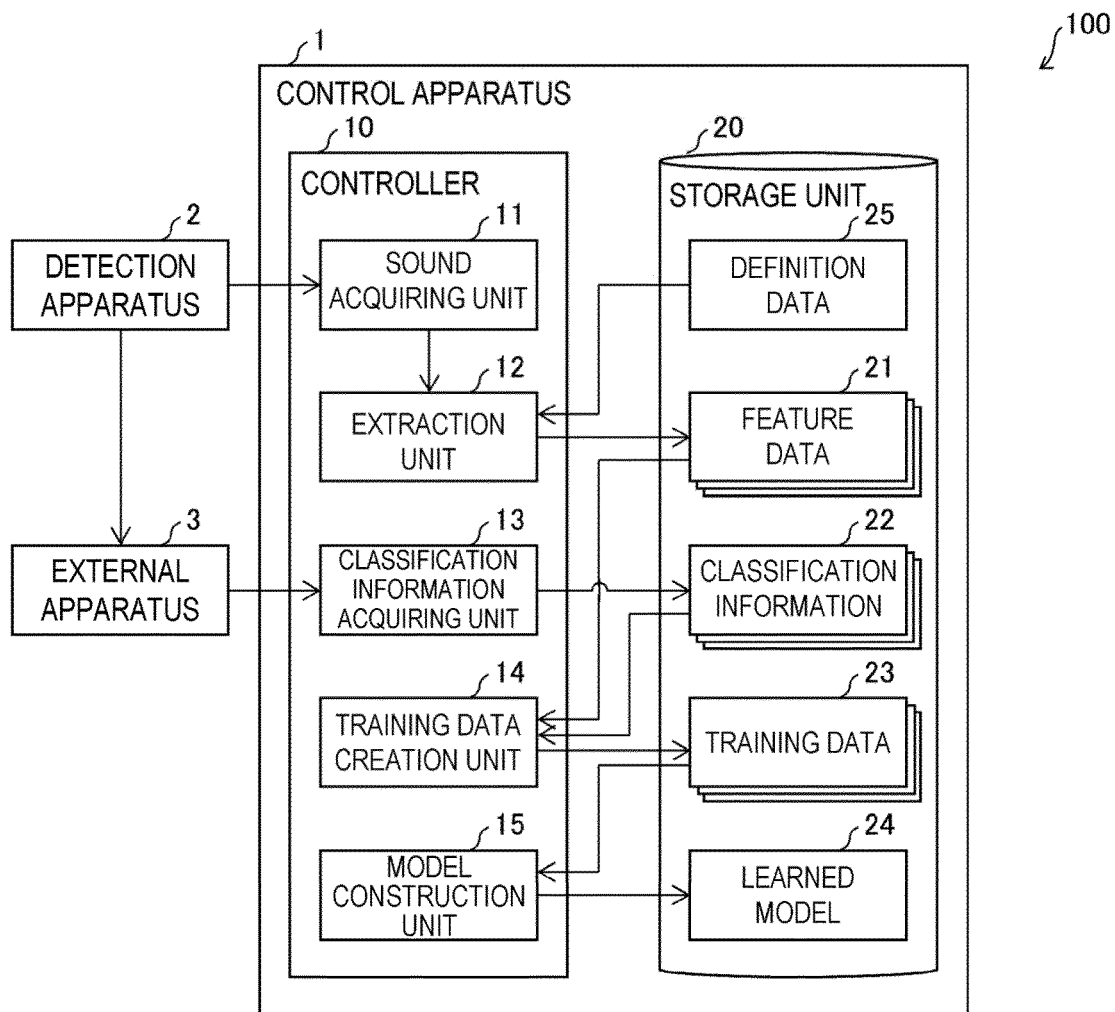 100
1
CONTROL APPARATUS
10
CONTROLLER
20
STORAGE UNIT
2
DETECTION
APPARATUS
11
SOUND
ACQUIRING UNIT
25
DEFINITION
DATA
12
EXTRACTION
UNIT
21
FEATURE
DATA
3
EXTERNAL
APPARATUS
13
CLASSIFICATION
INFORMATION
ACQUIRING UNIT
22
CLASSIFICATION
INFORMATION
14
TRAINING DATA
CREATION UNIT
23
TRAINING DATA
15
MODEL
CONSTRUCTION
UNIT
24
LEARNED
MODEL